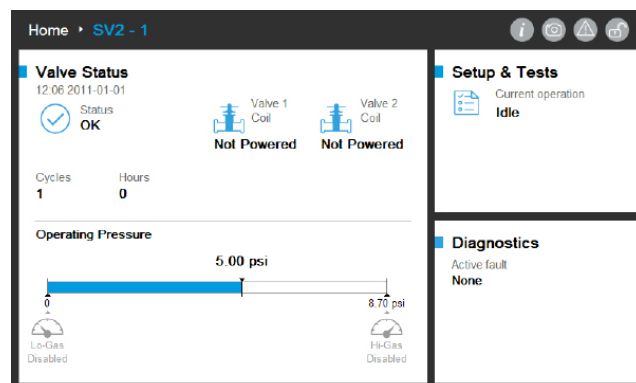 Home ‣ SV2 - 1
Valve Status
12:06 2011-01-01
Status
OK
Valve 1
Coil
Not Powered
Valve 2
Coil
Not Powered
Cycles
1
Hours
0
Operating Pressure
5.00 psi
0
8.70 psi
Lo-Gas
Disabled
Hi-Gas
Disabled
Setup & Tests
Current operation
Idle
Diagnostics
Active fault
None